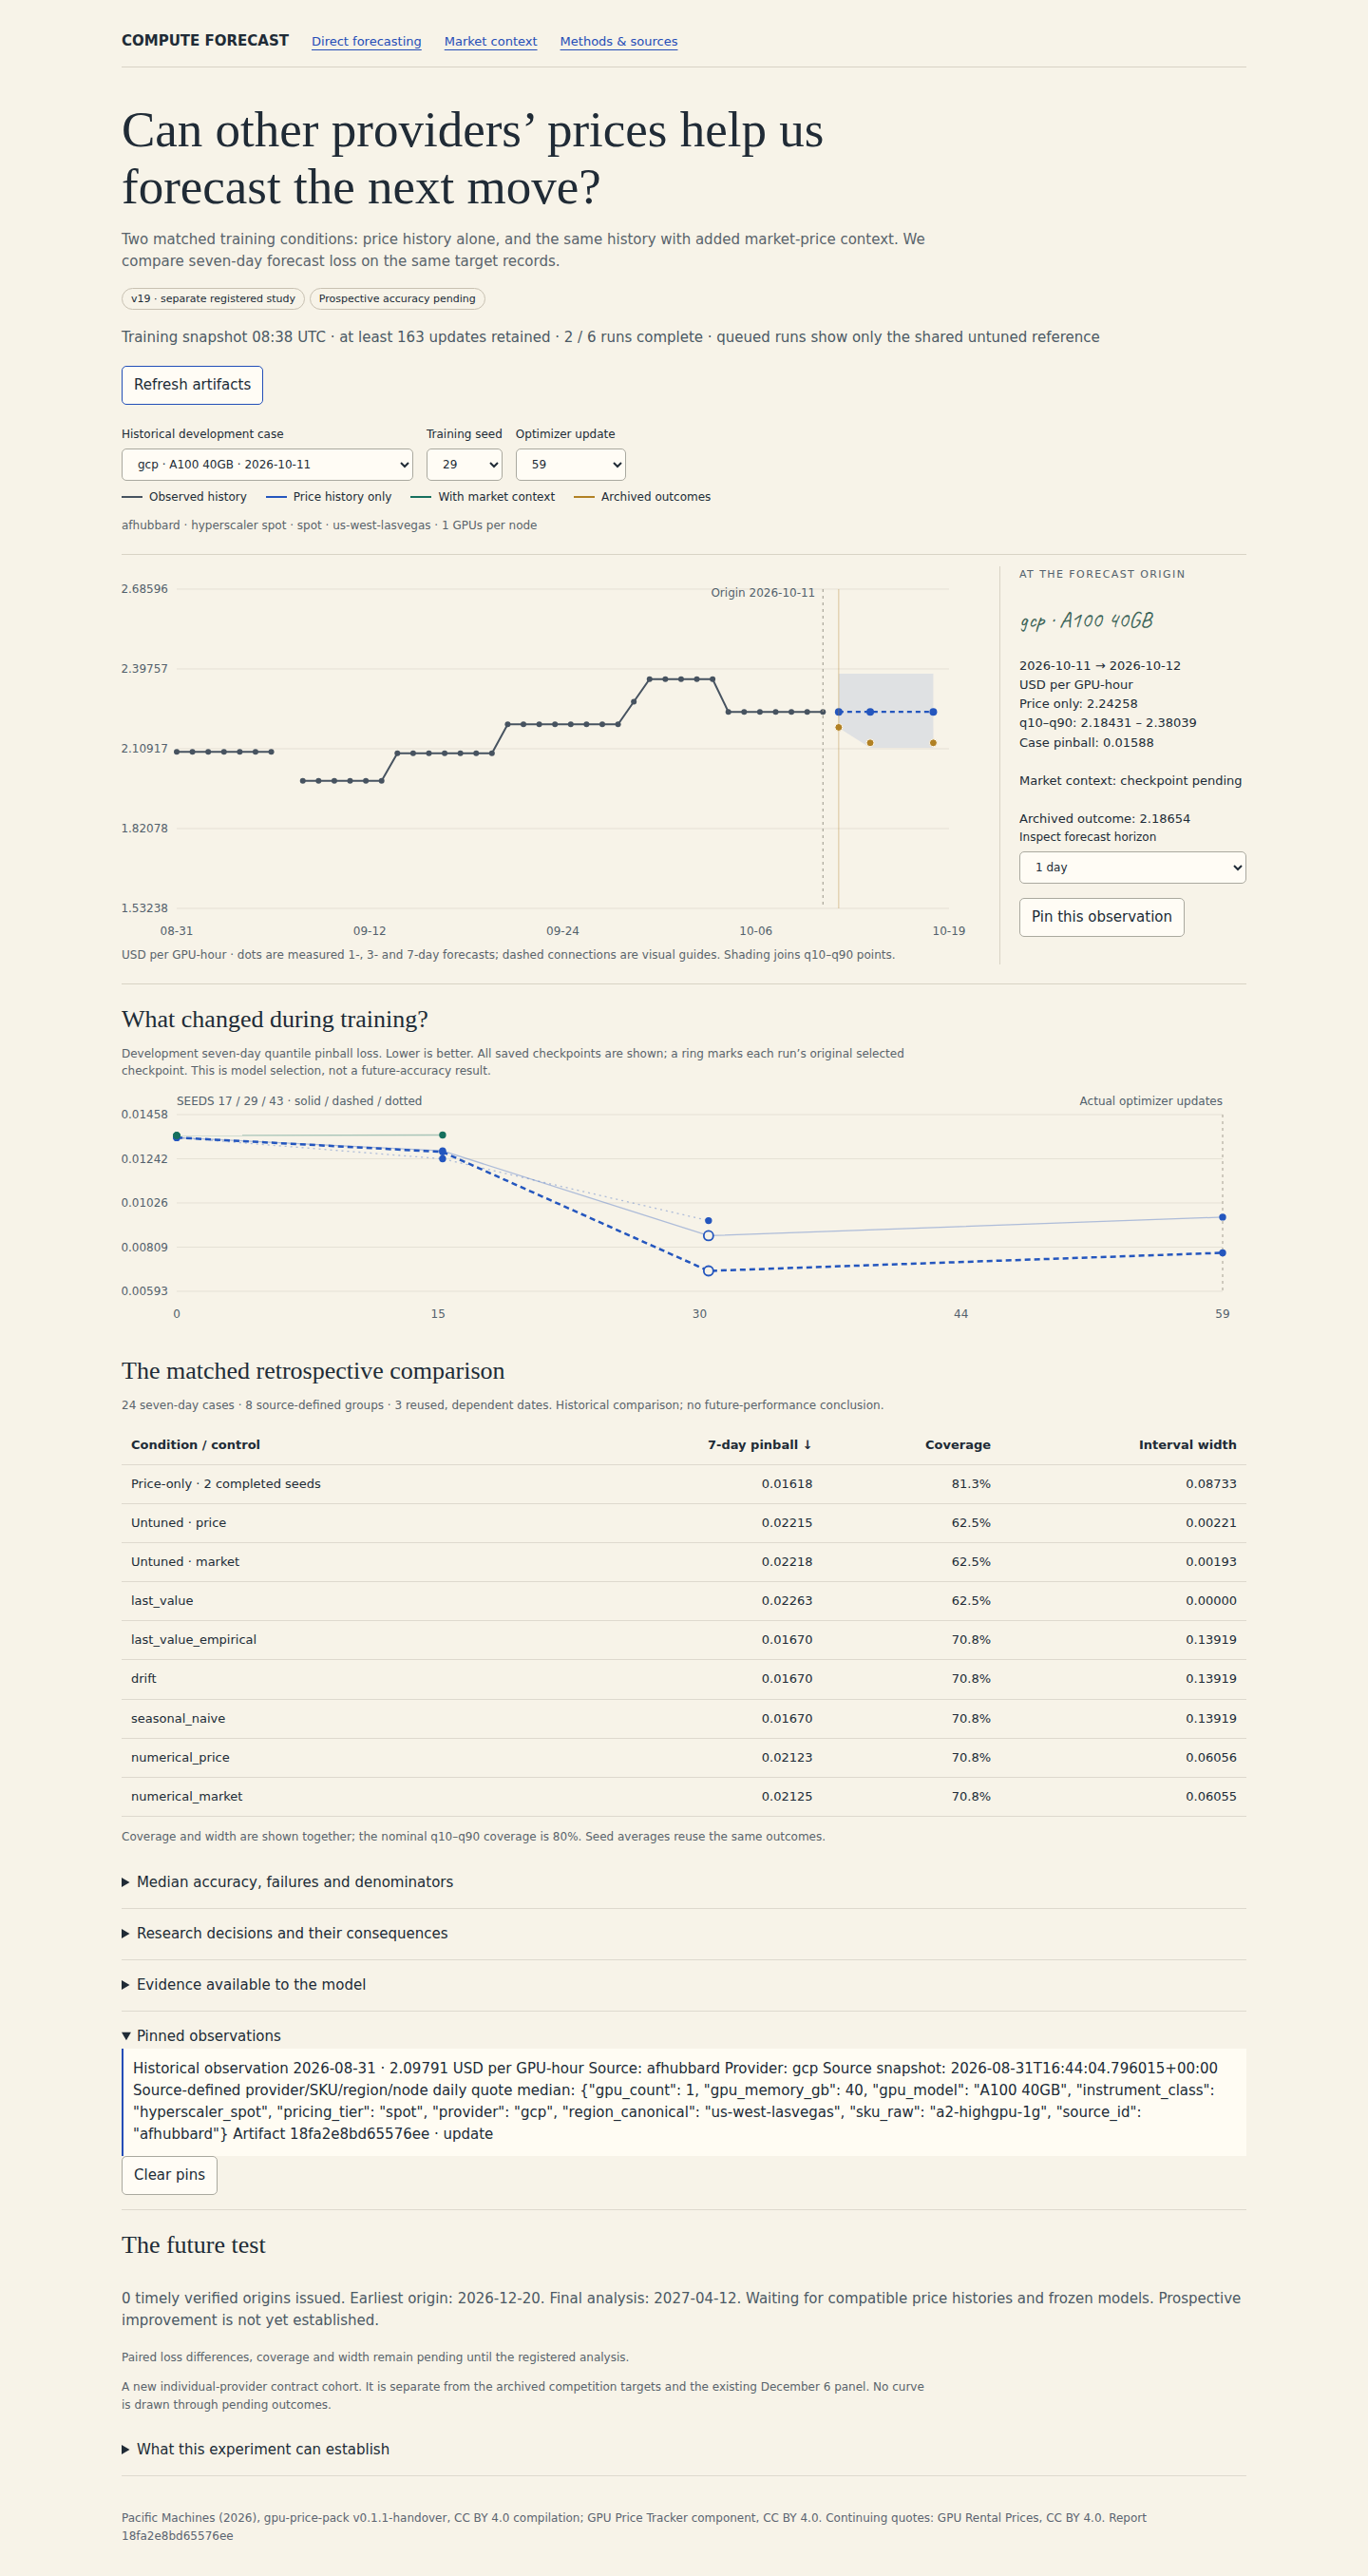 COMPUTE FORECAST Direct forecasting Market context Methods & sources
Can other providers’ prices help us
forecast the next move?
Two matched training conditions: price history alone, and the same history with added market-price context. We
compare seven-day forecast loss on the same target records.
v19 · separate registered study Prospective accuracy pending
Training snapshot 08:38 UTC · at least 163 updates retained · 2 / 6 runs complete · queued runs show only the shared untuned reference
Refresh artifacts
Historical development case Training seed Optimizer update
gcp · A100 40GB · 2026-10-11 29 59
Observed history Price history only With market context Archived outcomes
afhubbard · hyperscaler spot · spot · us-west-lasvegas · 1 GPUs per node
2.68596
2.39757
2.10917
1.82078
1.53238
Origin 2026-10-11
08-31 09-12 09-24 10-06 10-19
USD per GPU-hour · dots are measured 1-, 3- and 7-day forecasts; dashed connections are visual guides. Shading joins q10–q90 points.
AT THE FORECAST ORIGIN
gcp · A100 40GB
2026-10-11 → 2026-10-12
USD per GPU-hour
Price only: 2.24258
q10–q90: 2.18431 – 2.38039
Case pinball: 0.01588
Market context: checkpoint pending
Archived outcome: 2.18654
Inspect forecast horizon
1 day
Pin this observation
What changed during training?
Development seven-day quantile pinball loss. Lower is better. All saved checkpoints are shown; a ring marks each run’s original selected
checkpoint. This is model selection, not a future-accuracy result.
SEEDS 17 / 29 / 43 · solid / dashed / dotted Actual optimizer updates
0.01458
0.01242
0.01026
0.00809
0.00593
0 15 30 44 59
The matched retrospective comparison
24 seven-day cases · 8 source-defined groups · 3 reused, dependent dates. Historical comparison; no future-performance conclusion.
Condition / control 7-day pinball ↓ Coverage Interval width
Price-only · 2 completed seeds 0.01618 81.3% 0.08733
Untuned · price 0.02215 62.5% 0.00221
Untuned · market 0.02218 62.5% 0.00193
last_value 0.02263 62.5% 0.00000
last_value_empirical 0.01670 70.8% 0.13919
drift 0.01670 70.8% 0.13919
seasonal_naive 0.01670 70.8% 0.13919
numerical_price 0.02123 70.8% 0.06056
numerical_market 0.02125 70.8% 0.06055
Coverage and width are shown together; the nominal q10–q90 coverage is 80%. Seed averages reuse the same outcomes.
Median accuracy, failures and denominators
Research decisions and their consequences
Evidence available to the model
Pinned observations
Historical observation 2026-08-31 · 2.09791 USD per GPU-hour Source: afhubbard Provider: gcp Source snapshot: 2026-08-31T16:44:04.796015+00:00
Source-defined provider/SKU/region/node daily quote median: {"gpu_count": 1, "gpu_memory_gb": 40, "gpu_model": "A100 40GB", "instrument_class":
"hyperscaler_spot", "pricing_tier": "spot", "provider": "gcp", "region_canonical": "us-west-lasvegas", "sku_raw": "a2-highgpu-1g", "source_id":
"afhubbard"} Artifact 18fa2e8bd65576ee · update
Clear pins
The future test
0 timely verified origins issued. Earliest origin: 2026-12-20. Final analysis: 2027-04-12. Waiting for compatible price histories and frozen models. Prospective
improvement is not yet established.
Paired loss differences, coverage and width remain pending until the registered analysis.
A new individual-provider contract cohort. It is separate from the archived competition targets and the existing December 6 panel. No curve
is drawn through pending outcomes.
What this experiment can establish
Pacific Machines (2026), gpu-price-pack v0.1.1-handover, CC BY 4.0 compilation; GPU Price Tracker component, CC BY 4.0. Continuing quotes: GPU Rental Prices, CC BY 4.0. Report
18fa2e8bd65576ee